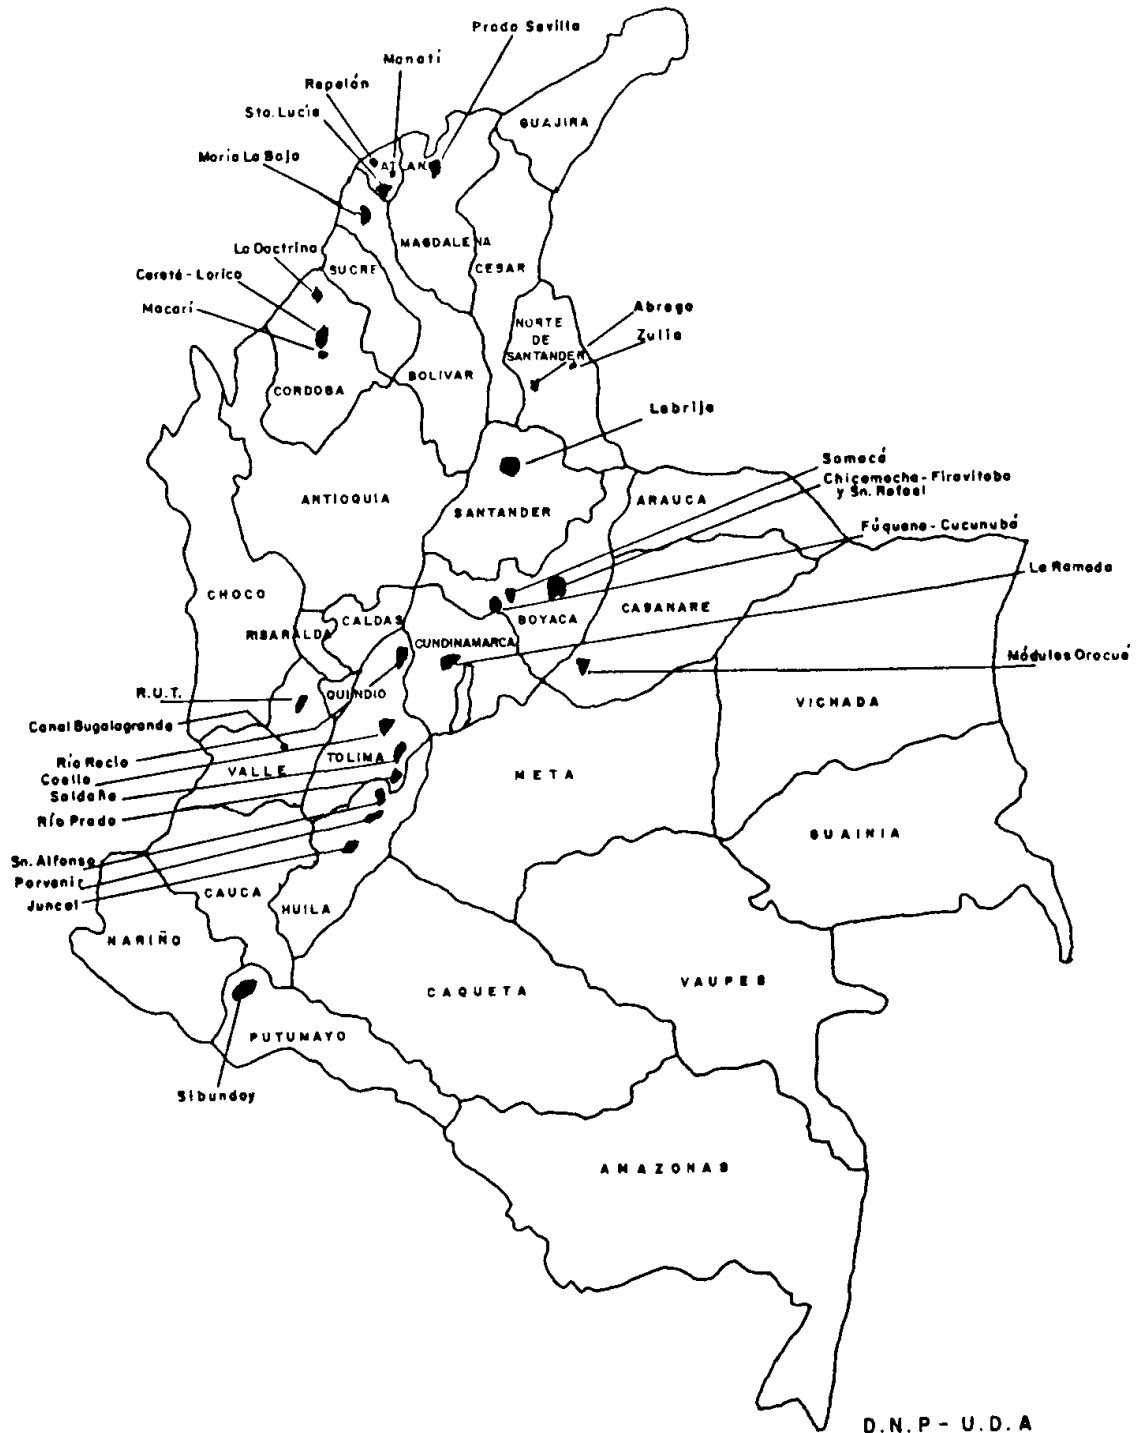 Prado Sevilla
Manatí
Repelón
Sta. Lucía
GUAJIRA
María La Baja
ATLAN
MAGDALENA
La Doctrina
SUCRE
CESAR
Cereté - Lorica
Mocarí
Abrego
NORTE
DE
SANTANDER
Zulia
BOLIVAR
CORDOBA
Lebrija
Samacá
Chicamocha - Firavitoba
y Sn. Rafael
ANTIOQUIA
SANTANDER
ARAUCA
Fúquene - Cucunubá
La Ramada
CHOCO
CASANARE
BOYACA
CALDAS
RISARALDA
CUNDINAMARCA
Módulos Orocué
R.U.T.
QUINDIO
VICHADA
Canal Bugalagrande
Río Recio
TOLIMA
VALLE
META
Coello
Saldaña
Río Prado
GUAINIA
Sn. Alfonso
Porvenir
CAUCA
Juncal
HUILA
NARIÑO
VAUPES
CAQUETA
PUTUMAYO
Sibundoy
AMAZONAS
D.N.P - U.D.A